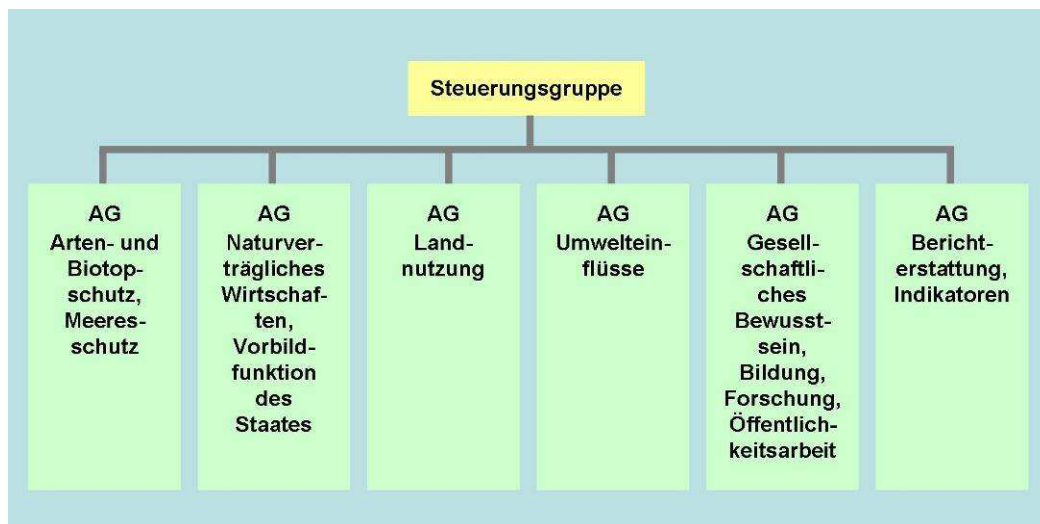 Steuerungsgruppe
AG
Arten- und
Biotop-
schutz,
Meeres-
schutz
AG
Naturver-
trägliches
Wirtschaf-
ten,
Vorbild-
funktion
des
Staates
AG
Land-
nutzung
AG
Umweltein-
flüsse
AG
Gesell-
schaftli-
ches
Bewusst-
sein,
Bildung,
Forschung,
Öffentlich-
keitsarbeit
AG
Bericht-
erstattung,
Indikatoren